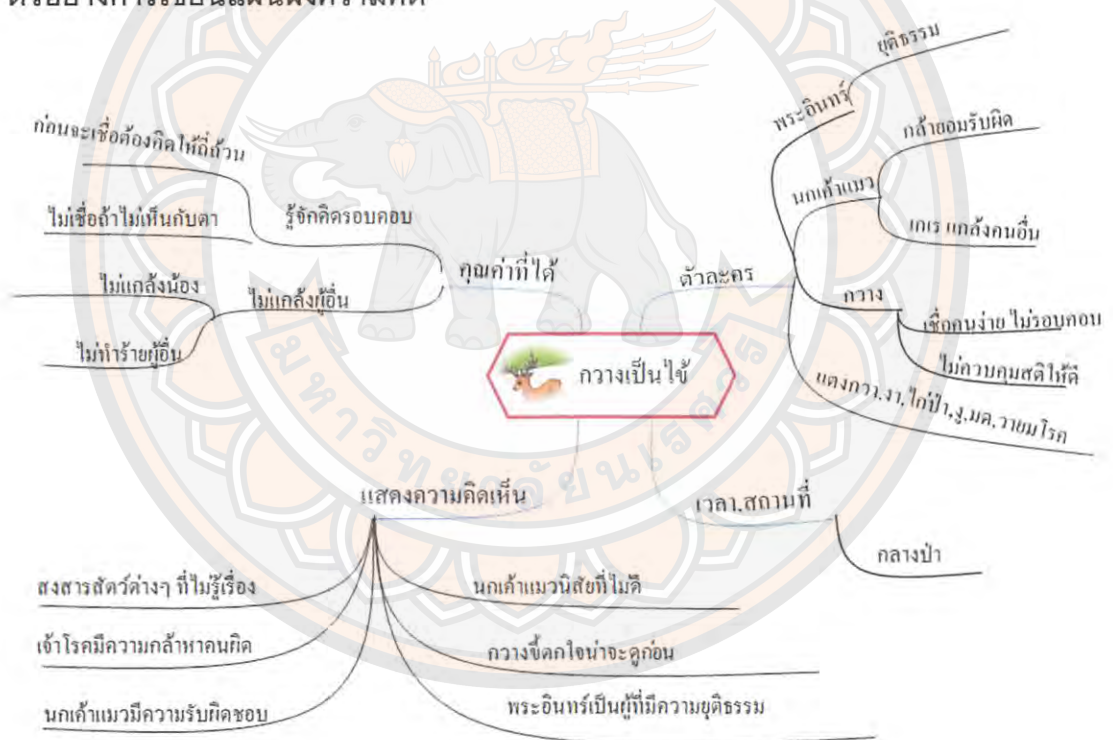 ตัวอย่างการเขียนแผนผังความคิด
ยุติธรรม
พระอินทร์
กล้ายอมรับผิด
นกเค้าแมว
เกเร แกล้งคนอื่น
ตัวละคร
กวาง
เชื่อคนง่าย ไม่รอบคอบ
ไม่ควบคุมสติให้ดี
แตงกวา,งา,ไก่ป่า,งู,มด,วายมโรค
ก่อนจะเชื่อต้องคิดให้ถี่ถ้วน
ไม่เชื่อถ้าไม่เห็นกับตา
รู้จักคิดรอบคอบ
คุณค่าที่ได้
ไม่แกล้งน้อง
ไม่แกล้งผู้อื่น
ไม่ทำร้ายผู้อื่น
กวางเป็นไข้
มหาวิทยาลัยนเรศวร
แสดงความคิดเห็น
เวลา,สถานที่
กลางป่า
สงสารสัตว์ต่างๆ ที่ไม่รู้เรื่อง
นกเค้าแมวนิสัยที่ไม่ดี
เจ้าโรคมีความกล้าหาคนผิด
กวางขี้ตกใจน่าจะดูก่อน
นกเค้าแมวมีความรับผิดชอบ
พระอินทร์เป็นผู้ที่มีความยุติธรรม